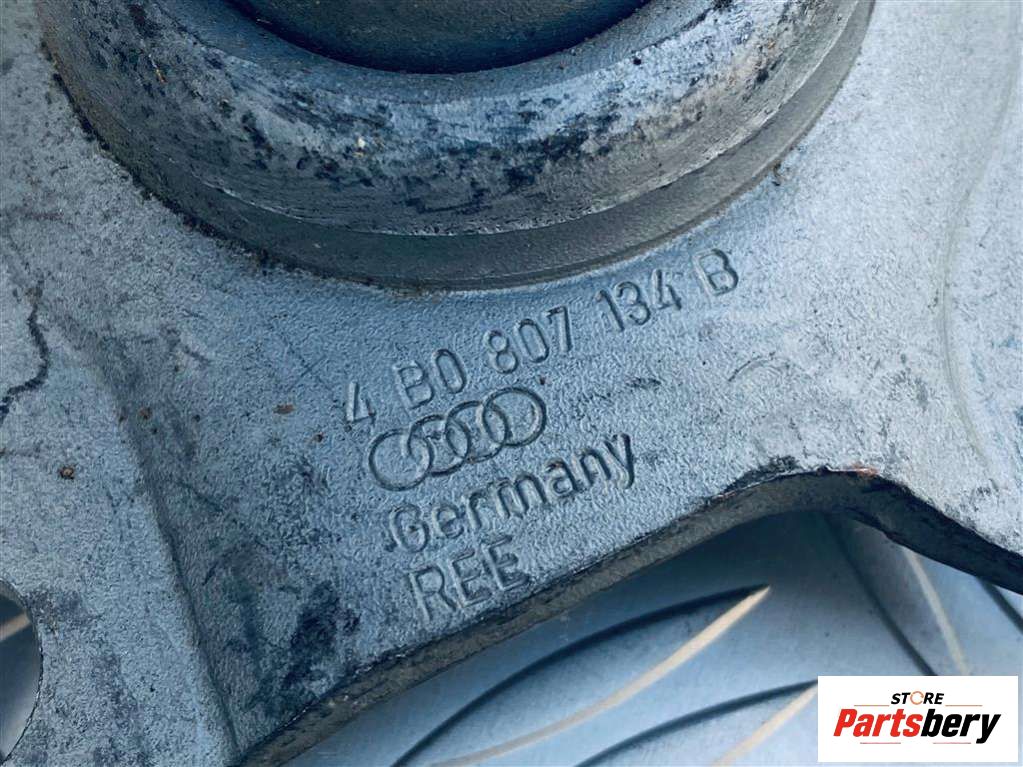 4 B0 807 134 B
Germany
REE
STORE
Partsbery